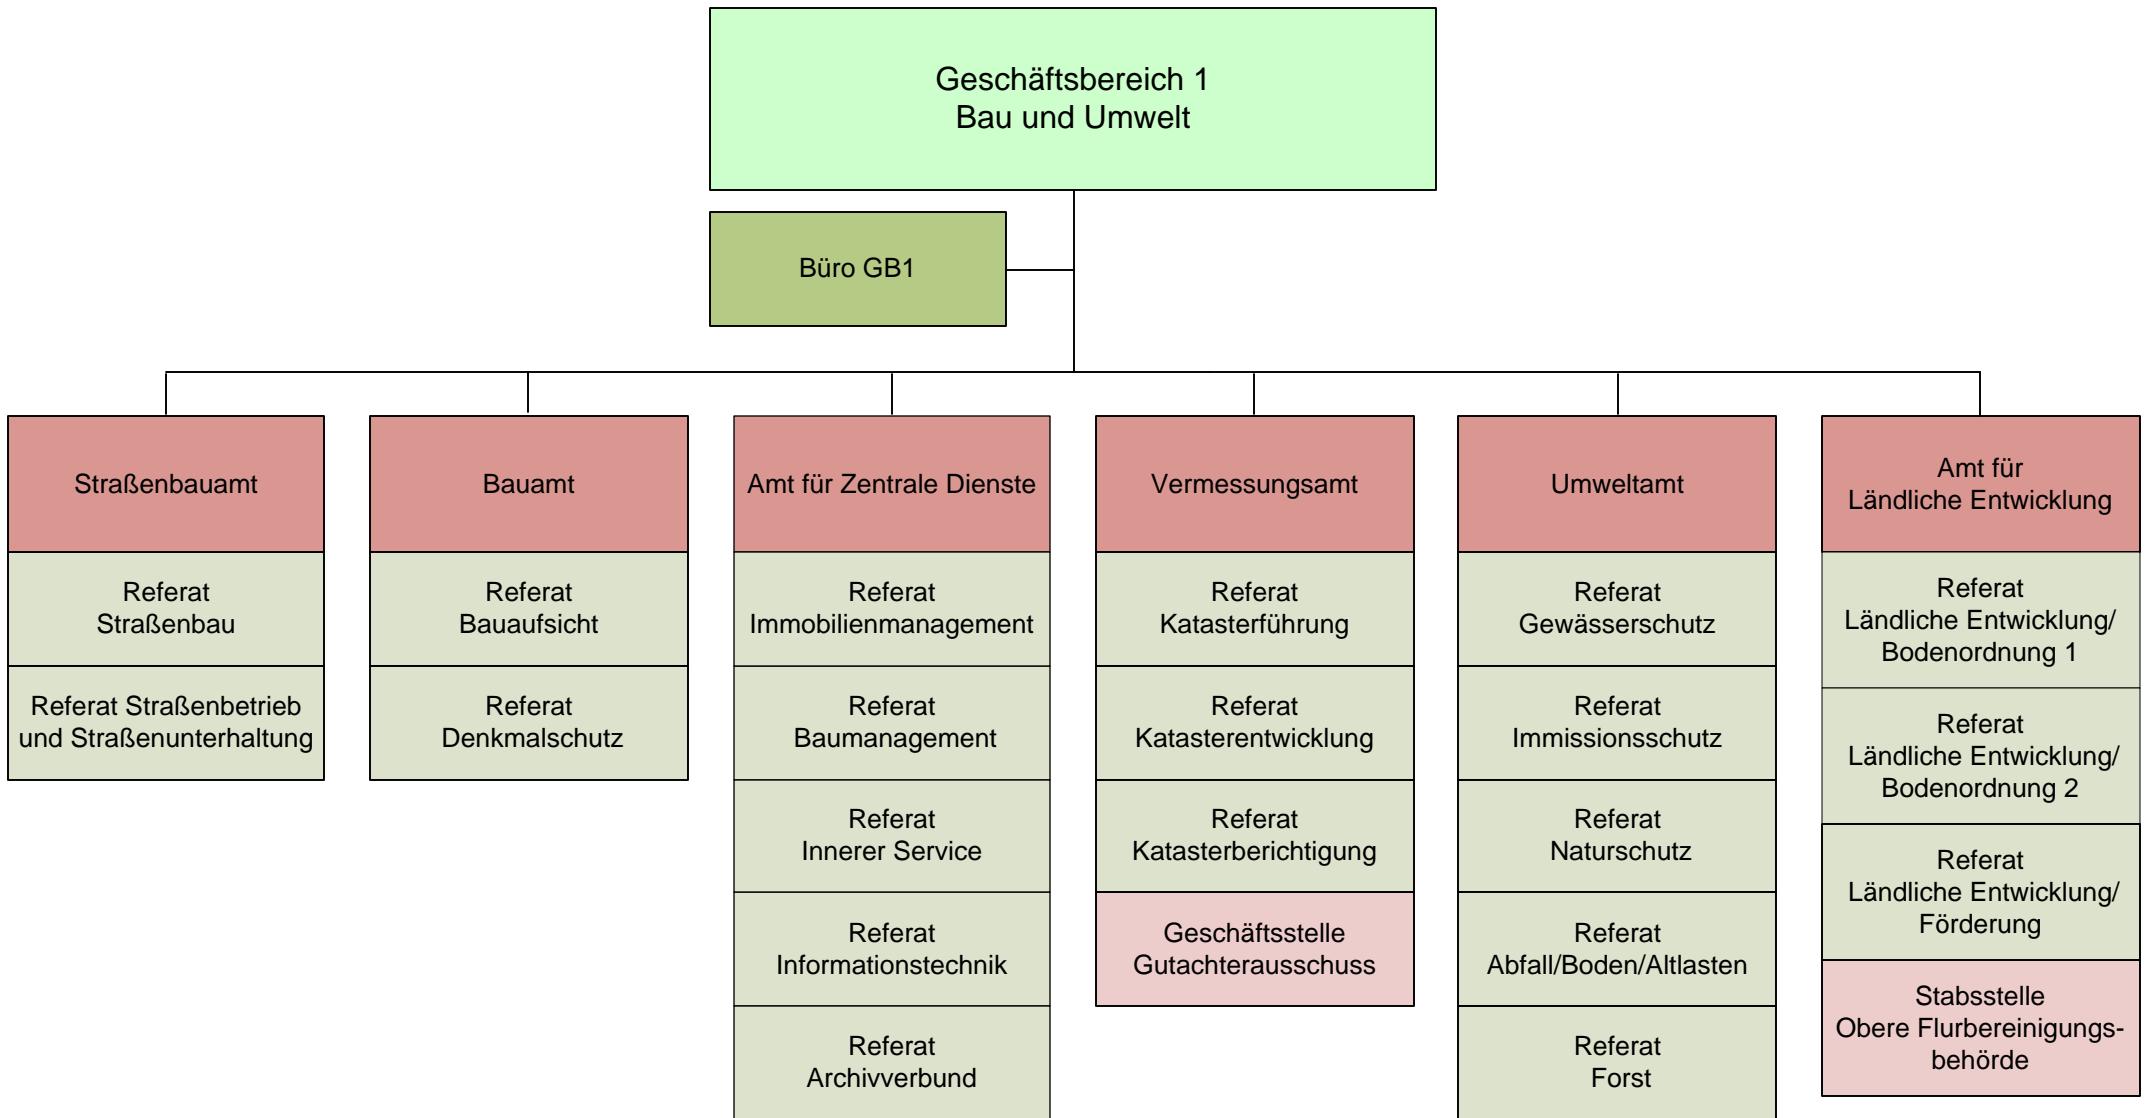 Geschäftsbereich 1
Bau und Umwelt
Büro GB1
Straßenbauamt
Referat
Straßenbau
Referat Straßenbetrieb
und Straßenunterhaltung
Bauamt
Referat
Bauaufsicht
Referat
Denkmalschutz
Amt für Zentrale Dienste
Referat
Immobilienmanagement
Referat
Baumanagement
Referat
Innerer Service
Referat
Informationstechnik
Referat
Archivverbund
Vermessungsamt
Referat
Katasterführung
Referat
Katasterentwicklung
Referat
Katasterberichtigung
Geschäftsstelle
Gutachterausschuss
Umweltamt
Referat
Gewässerschutz
Referat
Immissionsschutz
Referat
Naturschutz
Referat
Abfall/Boden/Altlasten
Referat
Forst
Amt für
Ländliche Entwicklung
Referat
Ländliche Entwicklung/
Bodenordnung 1
Referat
Ländliche Entwicklung/
Bodenordnung 2
Referat
Ländliche Entwicklung/
Förderung
Stabsstelle
Obere Flurbereinigungs-
behörde